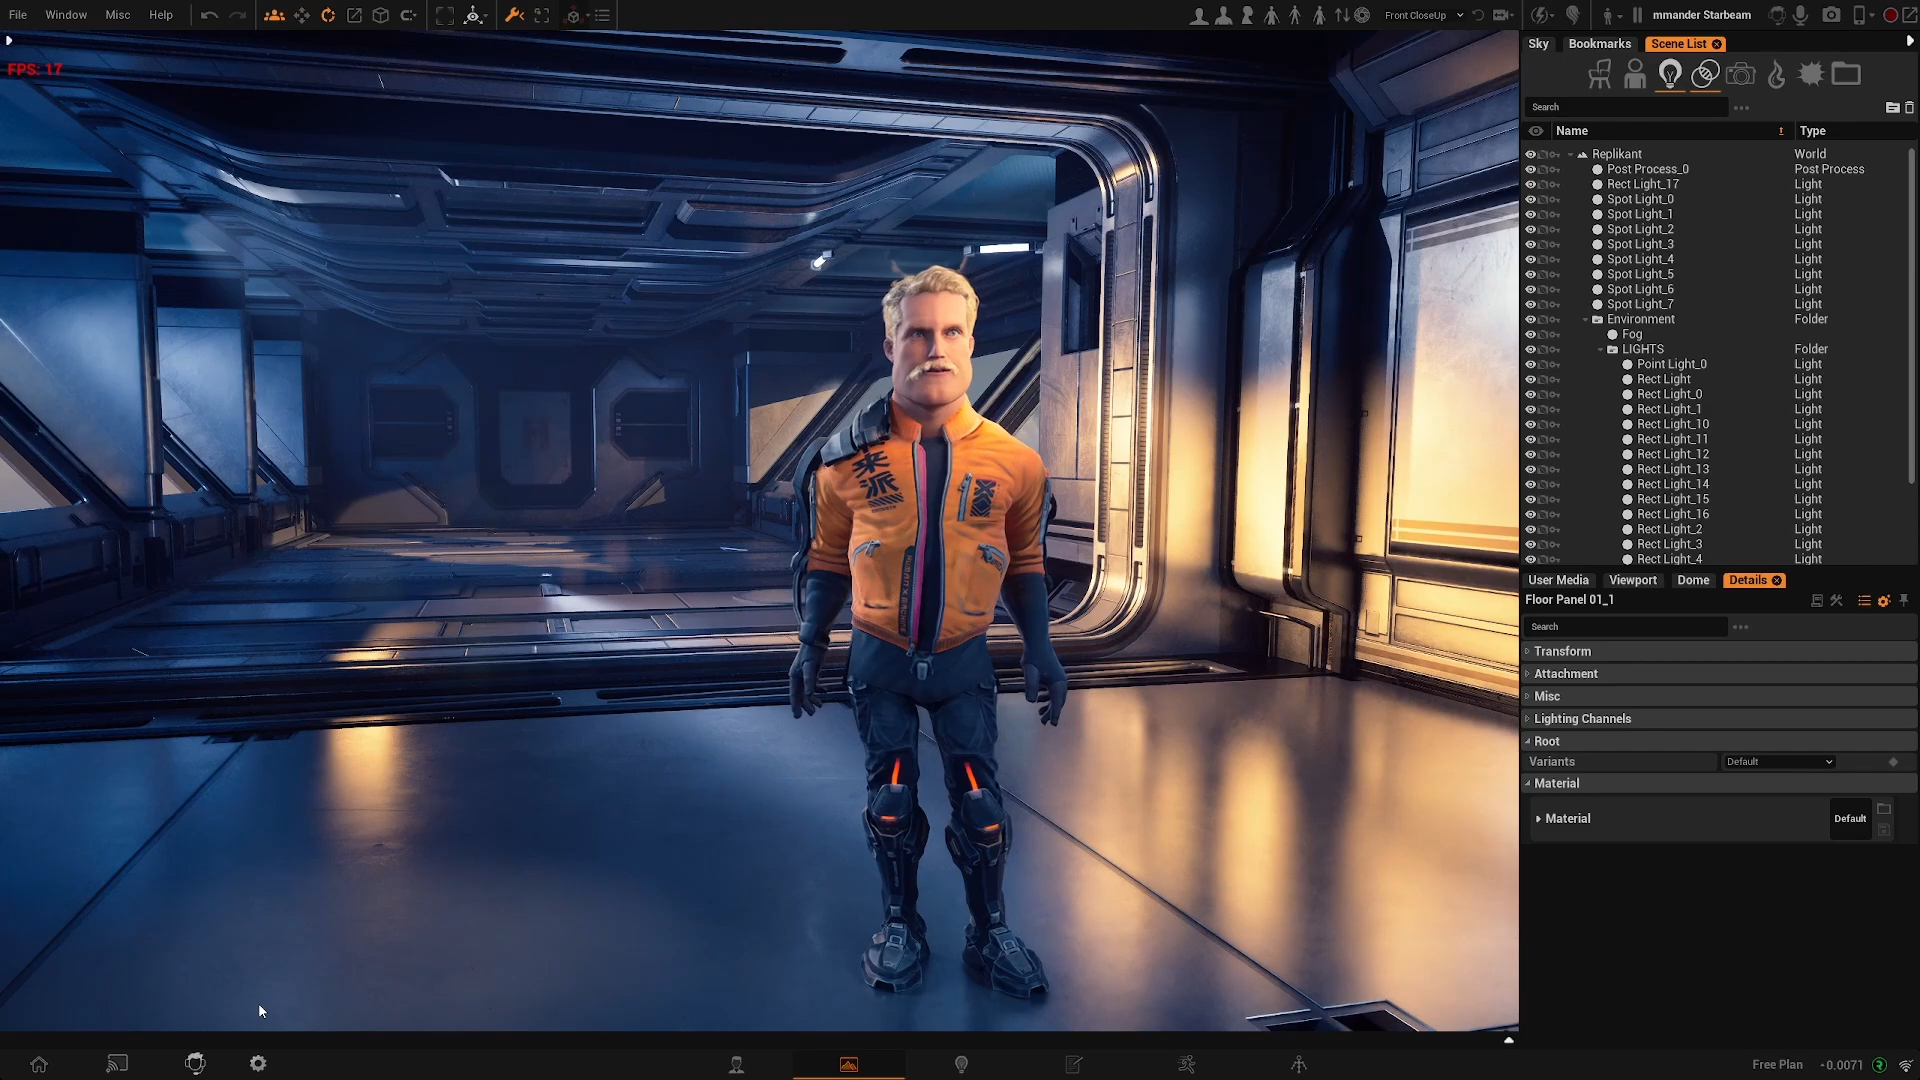 File Window Misc Help Front CloseUp mmander Starbeam
FPS: 17
Sky Bookmarks Scene List
Search
Name Type
Replikant World
Post Process_0 Post Process
Rect Light_17 Light
Spot Light_0 Light
Spot Light_1 Light
Spot Light_2 Light
Spot Light_3 Light
Spot Light_4 Light
Spot Light_5 Light
Spot Light_6 Light
Spot Light_7 Light
Environment Folder
Fog
LIGHTS Folder
Point Light_0 Light
Rect Light Light
Rect Light_0 Light
Rect Light_1 Light
Rect Light_10 Light
Rect Light_11 Light
Rect Light_12 Light
Rect Light_13 Light
Rect Light_14 Light
Rect Light_15 Light
Rect Light_16 Light
Rect Light_2 Light
Rect Light_3 Light
Rect Light_4 Light
来
派
User Media Viewport Dome Details
Floor Panel 01_1
Search
Transform
Attachment
Misc
Lighting Channels
Root
Variants Default
Material
Material Default
Free Plan -0.0071